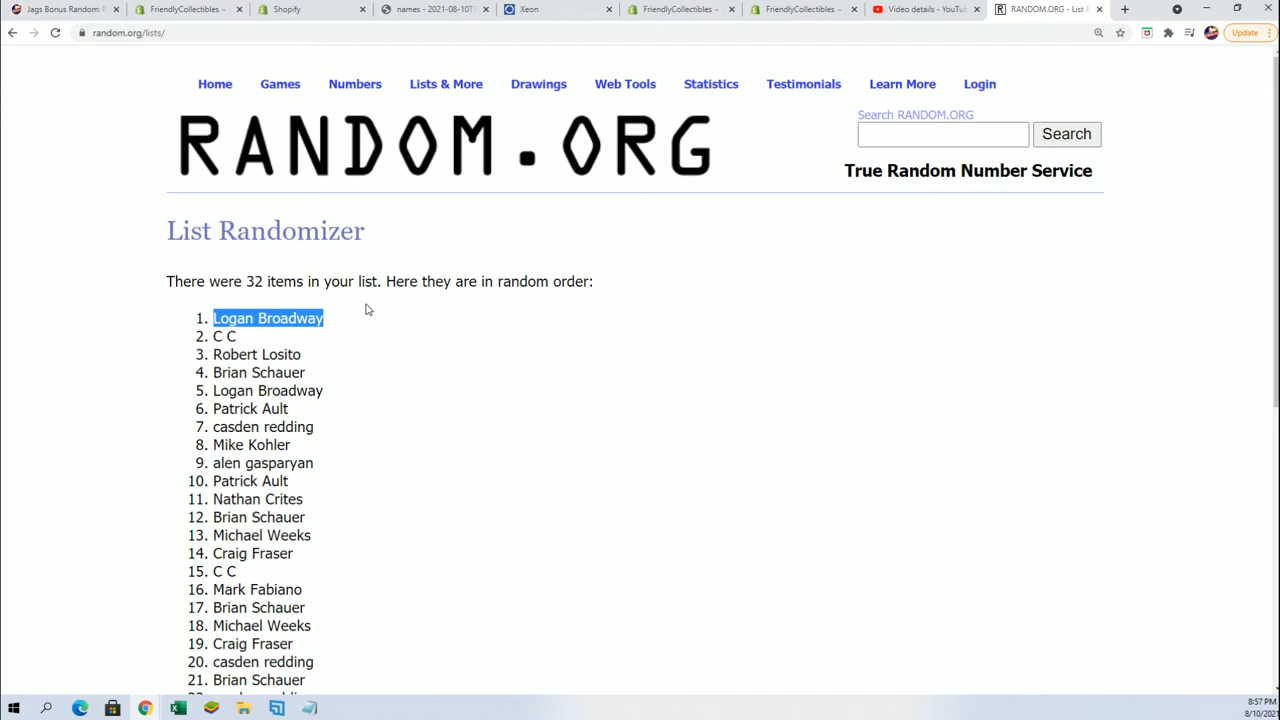 Jags Bonus Random: R
FriendlyCollectibles ~
Shopify
names - 2021-08-10T
Xeon
FriendlyCollectibles ~
FriendlyCollectibles ~
Video details - YouTu
RANDOM.ORG - List R
random.org/lists/
Update
Home Games Numbers Lists & More Drawings Web Tools Statistics Testimonials Learn More Login
RANDOM.ORG
Search RANDOM.ORG
Search
True Random Number Service
List Randomizer
There were 32 items in your list. Here they are in random order:
1. Logan Broadway
2. C C
3. Robert Losito
4. Brian Schauer
5. Logan Broadway
6. Patrick Ault
7. casden redding
8. Mike Kohler
9. alen gasparyan
10. Patrick Ault
11. Nathan Crites
12. Brian Schauer
13. Michael Weeks
14. Craig Fraser
15. C C
16. Mark Fabiano
17. Brian Schauer
18. Michael Weeks
19. Craig Fraser
20. casden redding
21. Brian Schauer
8:57 PM
8/10/2021